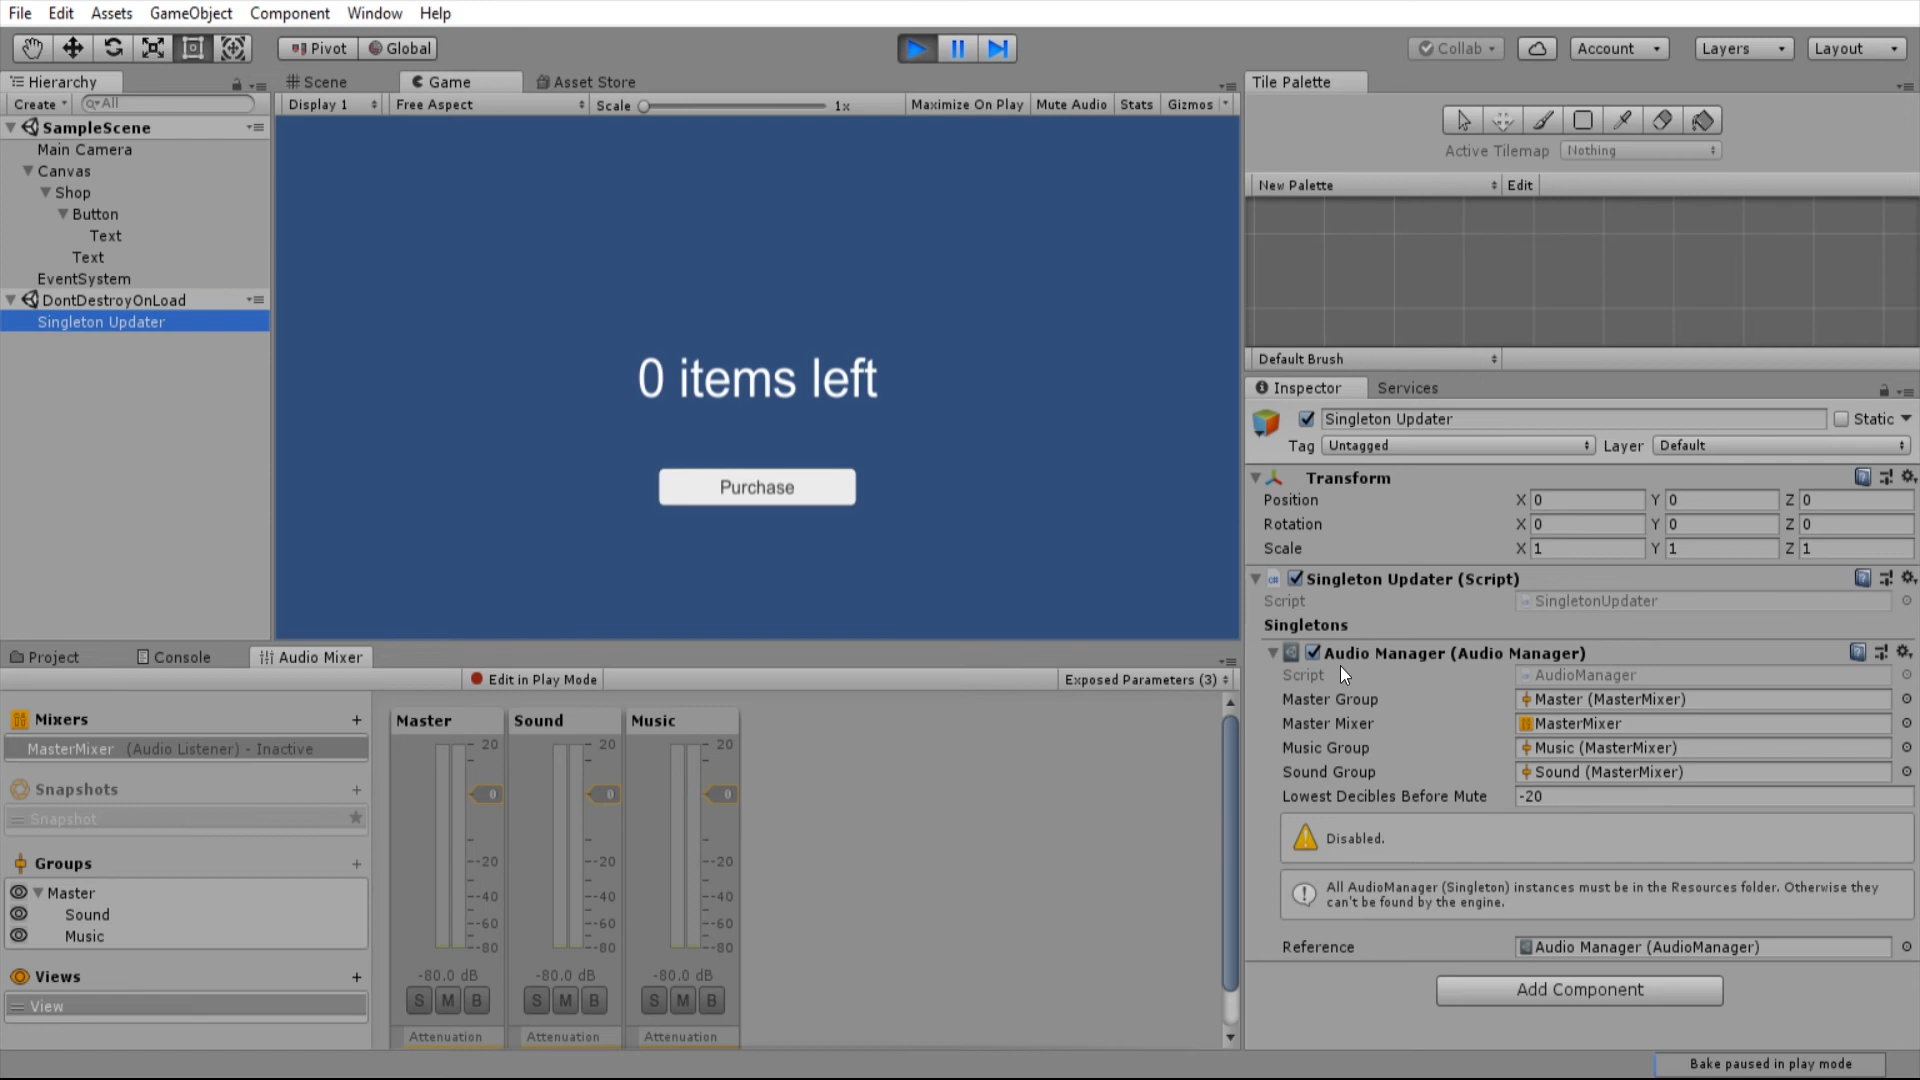 File Edit Assets GameObject Component Window Help
Pivot Global Collab Account Layers Layout
Hierarchy
Create All
SampleScene
Main Camera
Canvas
Shop
Button
Text
Text
EventSystem
DontDestroyOnLoad
Singleton Updater
Scene Game Asset Store
Display 1 Free Aspect Scale 1x Maximize On Play Mute Audio Stats Gizmos
0 items left
Purchase
Project Console Audio Mixer
Edit in Play Mode Exposed Parameters (3)
Mixers +
MasterMixer (Audio Listener) - Inactive
Snapshots +
Snapshot
Groups +
Master
Sound
Music
Views +
View
Master Sound Music
20 20 20
0 0 0
-20 -20 -20
-40 -40 -40
-60 -60 -60
-80 -80 -80
-80.0 dB -80.0 dB -80.0 dB
S M B S M B S M B
Attenuation Attenuation Attenuation
Tile Palette
Active Tilemap Nothing
New Palette Edit
Default Brush
Inspector Services
Singleton Updater Static
Tag Untagged Layer Default
Transform
Position X 0 Y 0 Z 0
Rotation X 0 Y 0 Z 0
Scale X 1 Y 1 Z 1
Singleton Updater (Script)
Script SingletonUpdater
Singletons
Audio Manager (Audio Manager)
Script AudioManager
Master Group Master (MasterMixer)
Master Mixer MasterMixer
Music Group Music (MasterMixer)
Sound Group Sound (MasterMixer)
Lowest Decibles Before Mute -20
Disabled.
All AudioManager (Singleton) instances must be in the Resources folder. Otherwise they
can't be found by the engine.
Reference Audio Manager (AudioManager)
Add Component
Bake paused in play mode